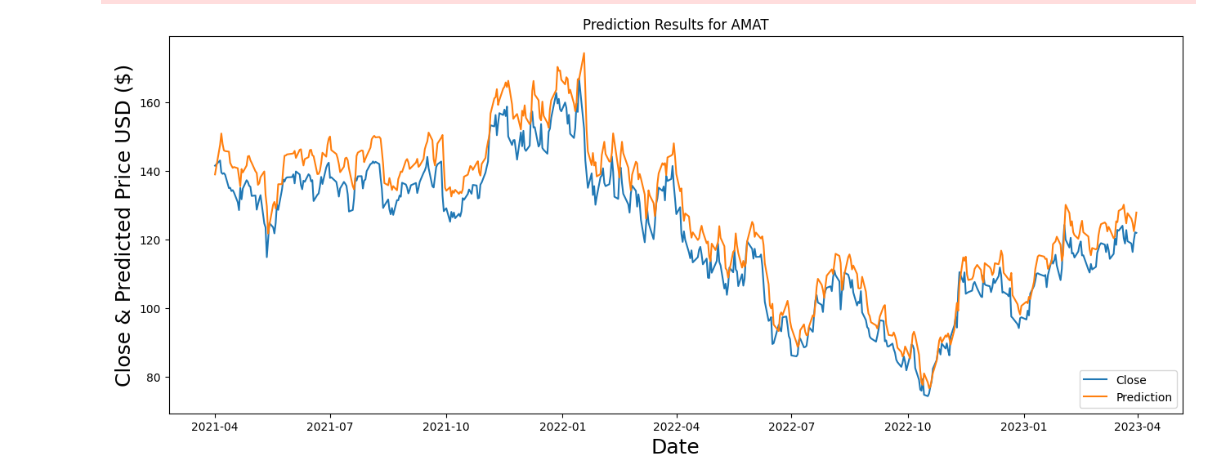 Prediction Results for AMAT
Close & Predicted Price USD ($)
160
140
120
100
80
Close
Prediction
2021-04
2021-07
2021-10
2022-01
2022-04
2022-07
2022-10
2023-01
2023-04
Date